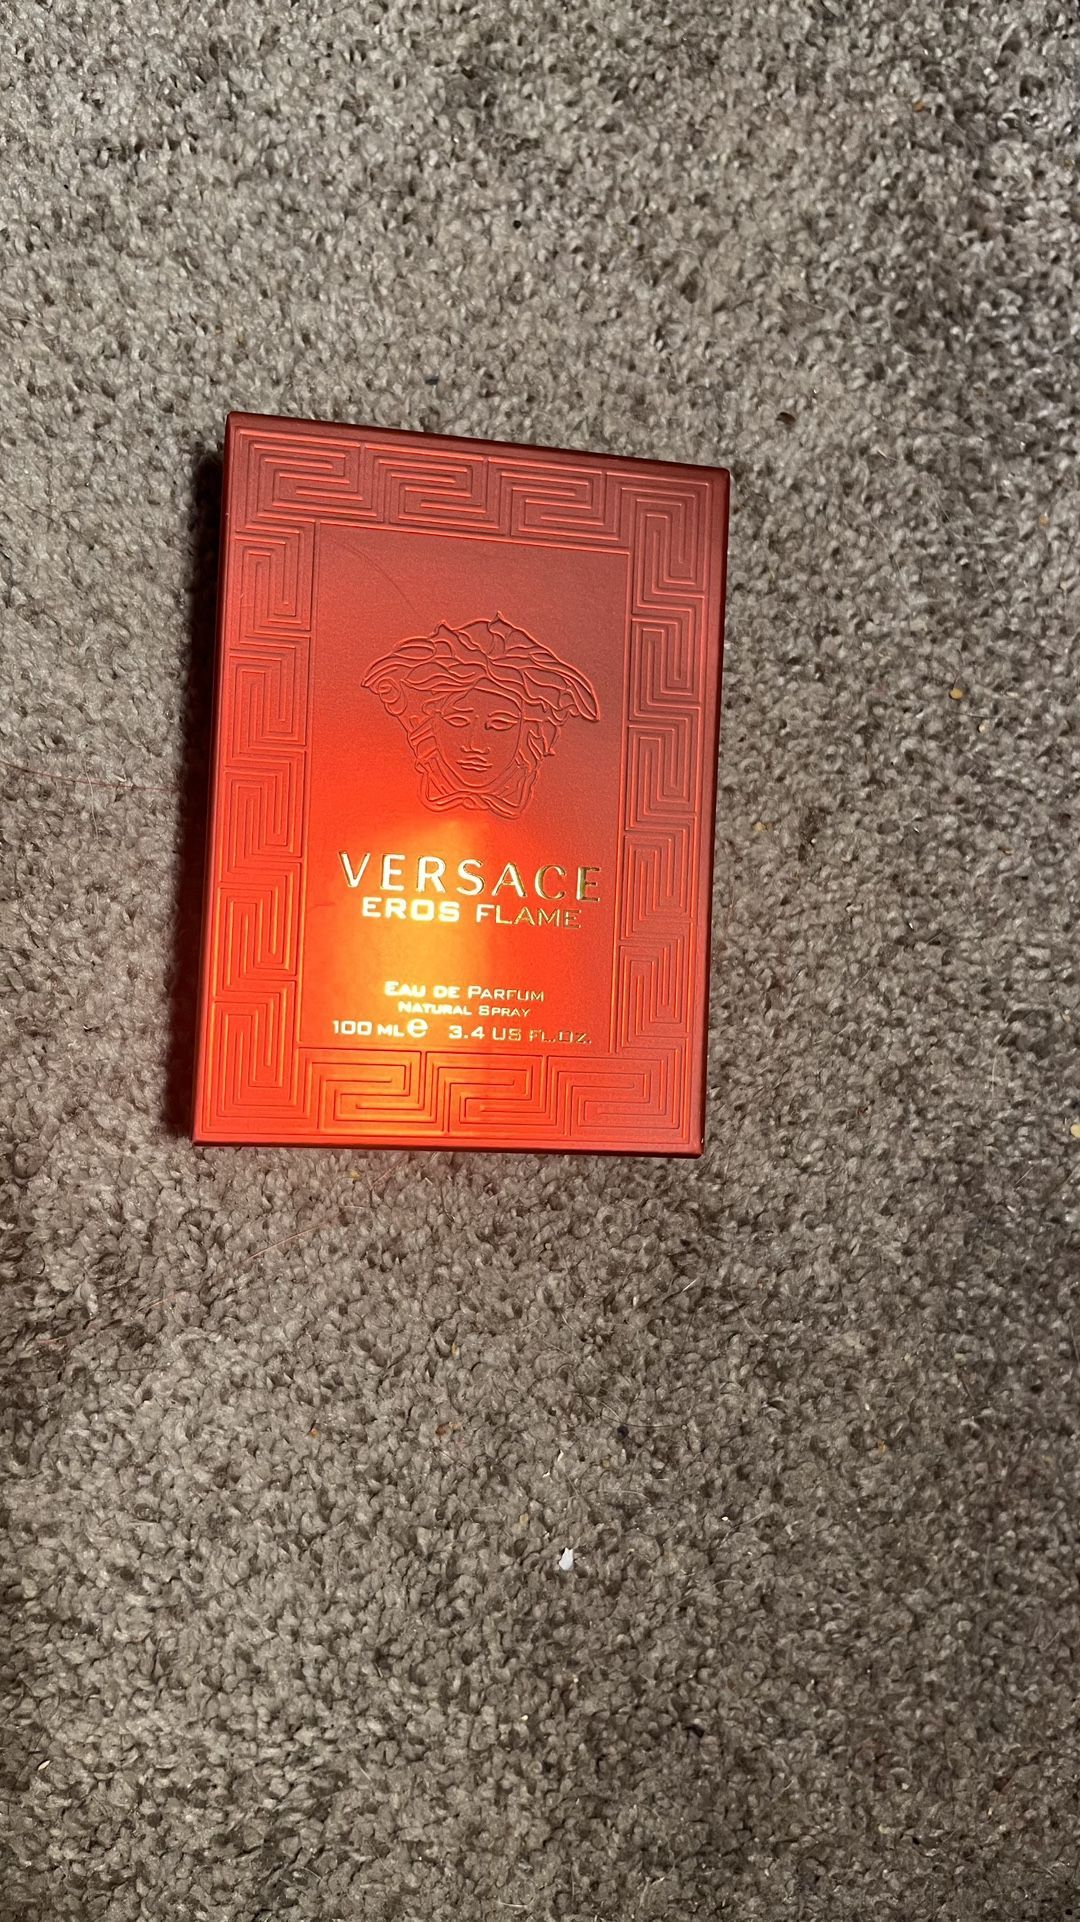 VERSACE
EROS FLAME
EAU DE PARFUM
NATURAL SPRAY
100 ML e 3.4 US FL.OZ.